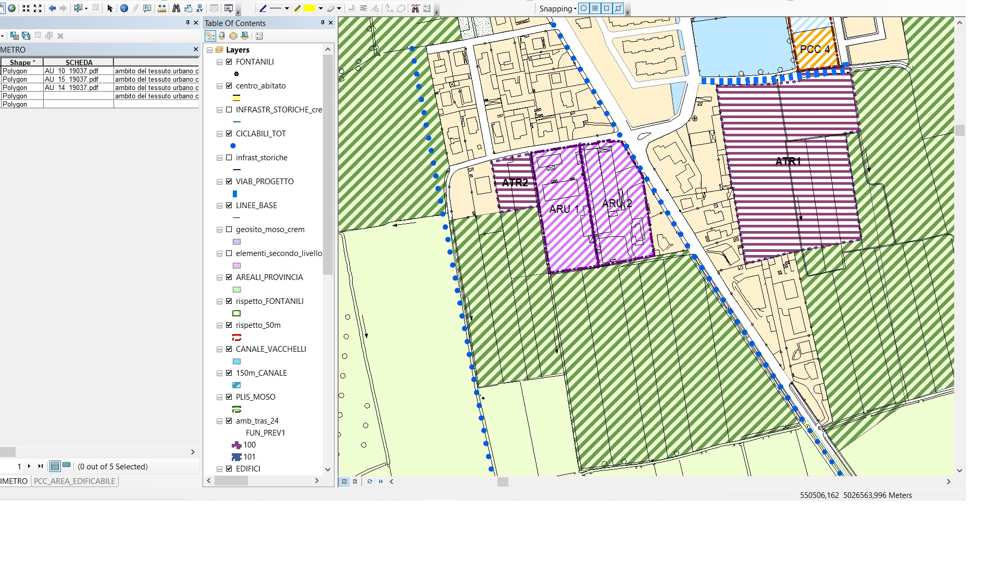 Snapping
METRO
Shape * SCHEDA
Polygon AU_10_19037.pdf ambito del tessuto urbano c
Polygon AU_15_19037.pdf ambito del tessuto urbano c
Polygon AU_14_19037.pdf ambito del tessuto urbano c
Polygon ambito del tessuto urbano c
Polygon
1
(0 out of 5 Selected)
IMETRO PCC_AREA_EDIFICABILE
Table Of Contents
Layers
FONTANILI
centro_abitato
INFRASTR_STORICHE_cre
CICLABILI_TOT
infrast_storiche
VIAB_PROGETTO
LINEE_BASE
geosito_moso_crem
elementi_secondo_livello
AREALI_PROVINCIA
rispetto_FONTANILI
rispetto_50m
CANALE_VACCHELLI
150m_CANALE
PLIS_MOSO
amb_tras_24
FUN_PREV1
100
101
EDIFICI
PCC 4
ATR1
ATR2
ARU 1
ARU 2
550506,162 5026563,996 Meters